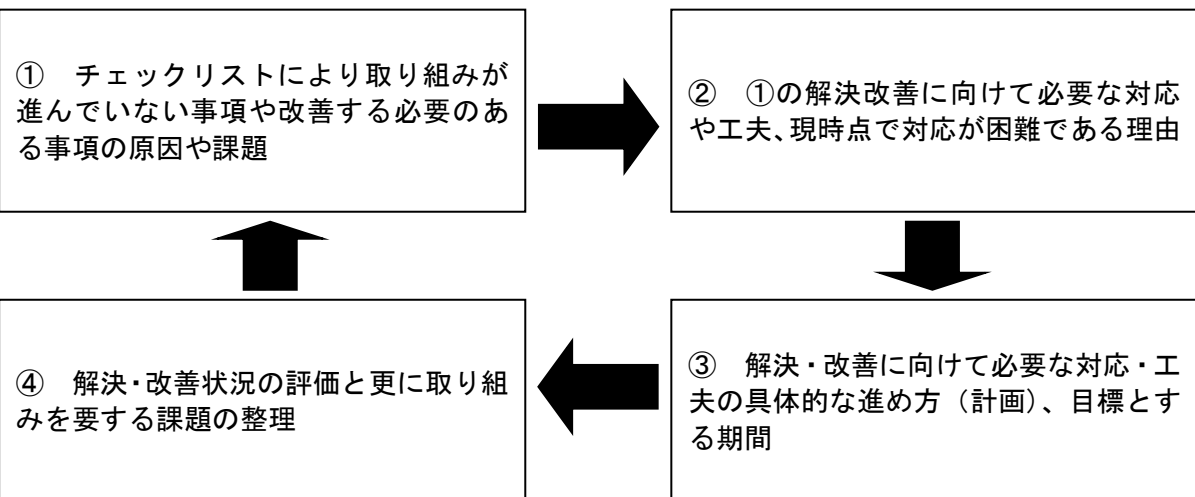 ① チェックリストにより取り組みが
進んでいない事項や改善する必要のあ
る事項の原因や課題
② ①の解決改善に向けて必要な対応
や工夫、現時点で対応が困難である理由
③ 解決・改善に向けて必要な対応・工
夫の具体的な進め方（計画）、目標とす
る期間
④ 解決・改善状況の評価と更に取り組
みを要する課題の整理